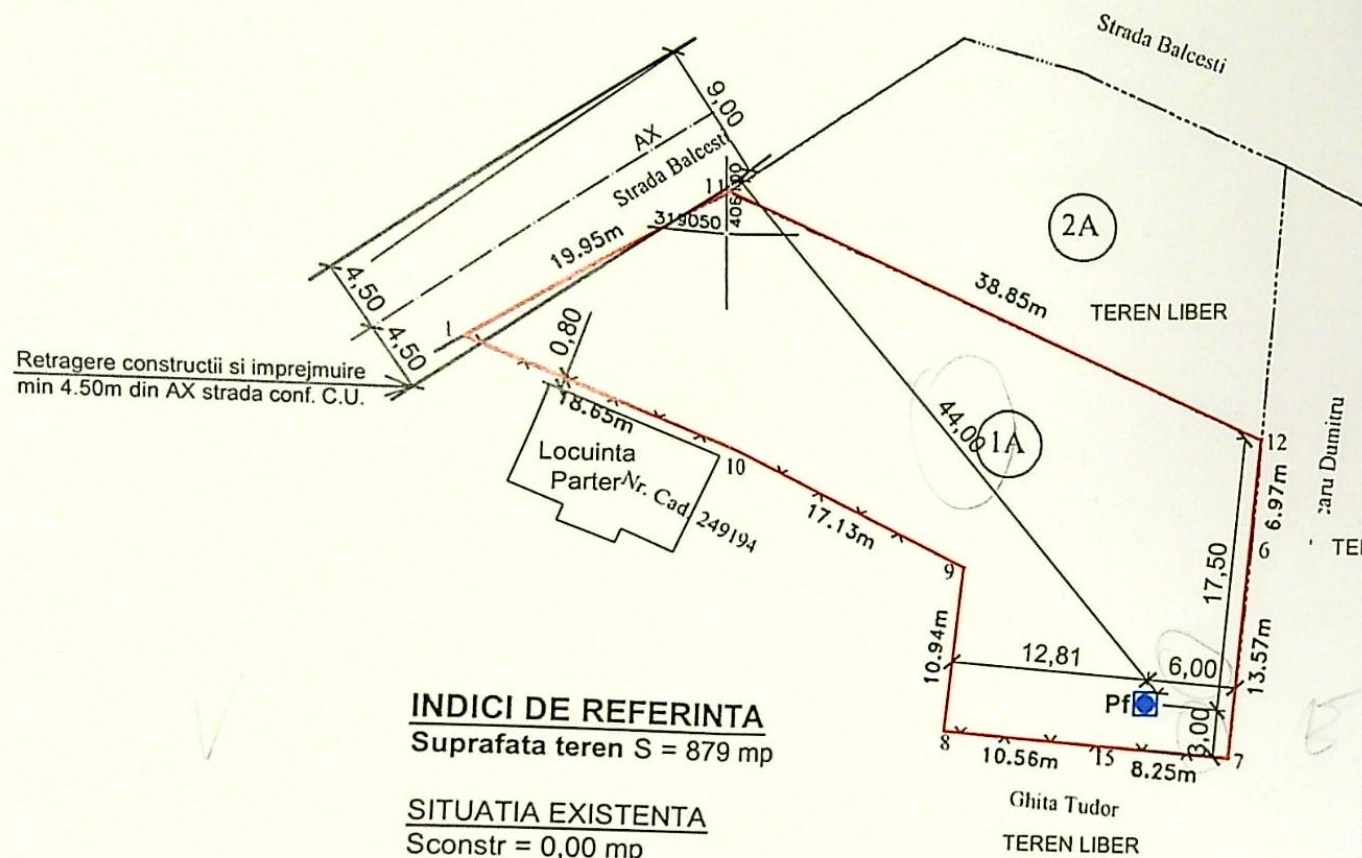 Strada Balcesti
9,00
AX
Strada Balcesti
11
319050
19.95m
4,50
4,50
1
0,80
Retragere constructii si imprejmuire
min 4.50m din AX strada conf. C.U.
18.65m
Locuinta
Parter
Nr. Cad. 249194
10
17.13m
9
2A
TEREN LIBER
38.85m
44,00
1A
12
6.97m
6
17,50
13.57m
10.94m
12,81
6,00
Pf
3,00
8
10.56m
15
8.25m
7
Ghita Tudor
TEREN LIBER
Dumitru
INDICI DE REFERINTA
Suprafata teren S = 879 mp
SITUATIA EXISTENTA
Sconstr = 0,00 mp